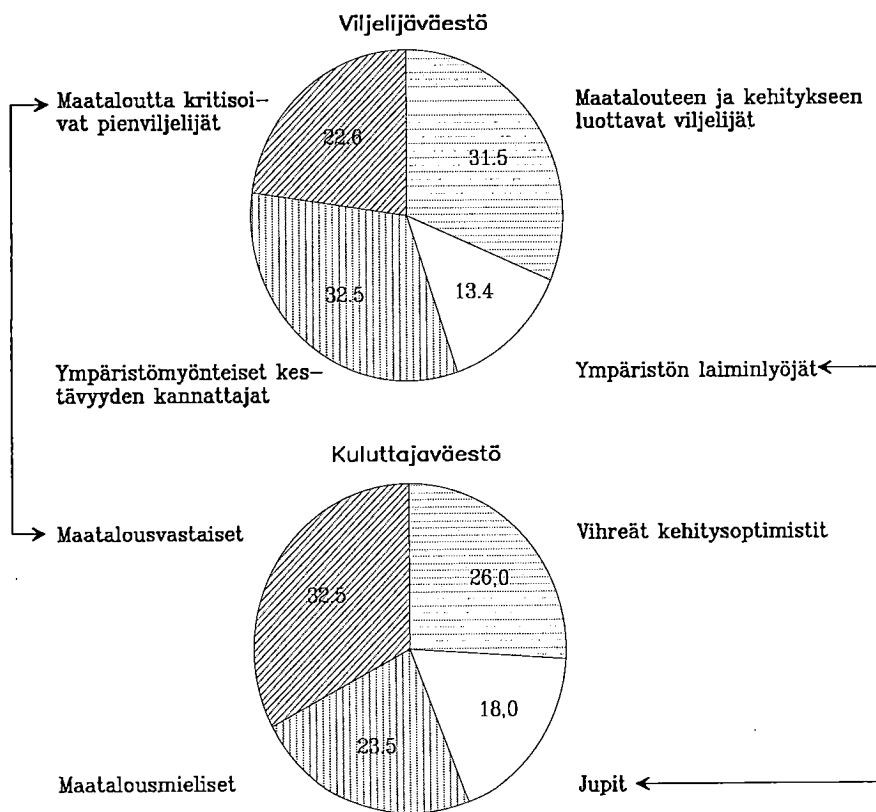 Viljelijäväestö
Maataloutta kritisoi-
vat pienviljelijät
Maatalouteen ja kehitykseen
luottavat viljelijät
22.6
31.5
32.5
13.4
Ympäristömyönteiset kes-
tävyyden kannattajat
Ympäristön laiminlyöjät
Kuluttajaväestö
Maatalousvastaiset
Vihreät kehitysoptimistit
32.5
26,0
23.5
18,0
Maatalousmieliset
Jupit